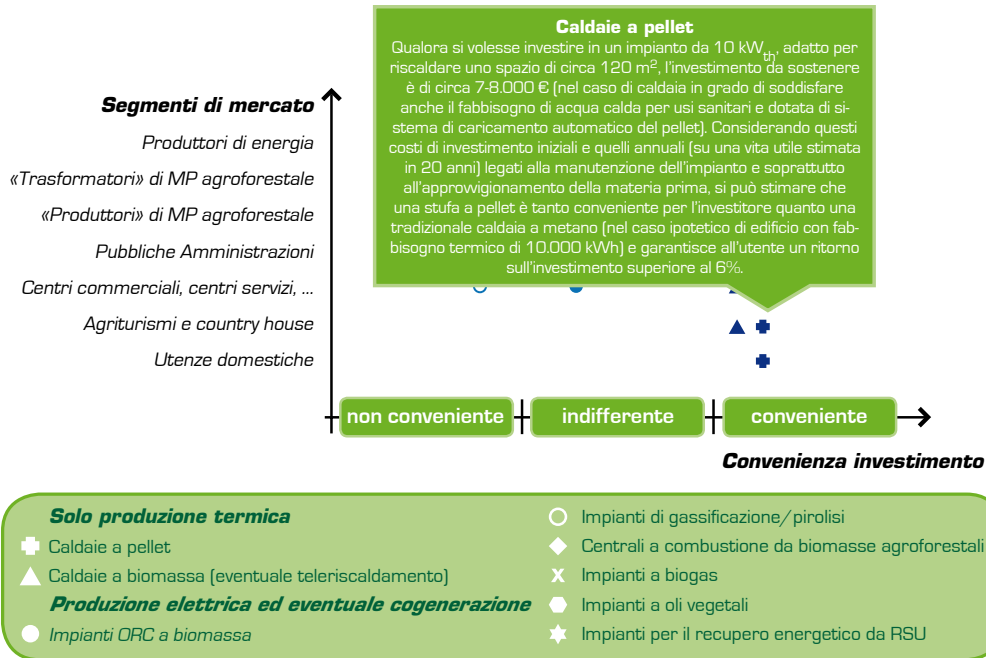 Caldaie a pellet
Qualora si volesse investire in un impianto da 10 kWth, adatto per
riscaldare uno spazio di circa 120 m², l'investimento da sostenere
è di circa 7-8.000 € (nel caso di caldaia in grado di soddisfare
anche il fabbisogno di acqua calda per usi sanitari e dotata di si-
stema di caricamento automatico del pellet). Considerando questi
costi di investimento iniziali e quelli annuali (su una vita utile stimata
in 20 anni) legati alla manutenzione dell'impianto e soprattutto
all'approvvigionamento della materia prima, si può stimare che
una stufa a pellet è tanto conveniente per l'investitore quanto una
tradizionale caldaia a metano (nel caso ipotetico di edificio con fab-
bisogno termico di 10.000 kWh) e garantisce all'utente un ritorno
sull'investimento superiore al 6%.
Segmenti di mercato
Produttori di energia
«Trasformatori» di MP agroforestale
«Produttori» di MP agroforestale
Pubbliche Amministrazioni
Centri commerciali, centri servizi, ...
Agriturismi e country house
Utenze domestiche
non conveniente
indifferente
conveniente
Convenienza investimento
Solo produzione termica
Caldaie a pellet
Caldaie a biomassa (eventuale teleriscaldamento)
Produzione elettrica ed eventuale cogenerazione
Impianti ORC a biomassa
Impianti di gassificazione/pirolisi
Centrali a combustione da biomasse agroforestali
Impianti a biogas
Impianti a oli vegetali
Impianti per il recupero energetico da RSU